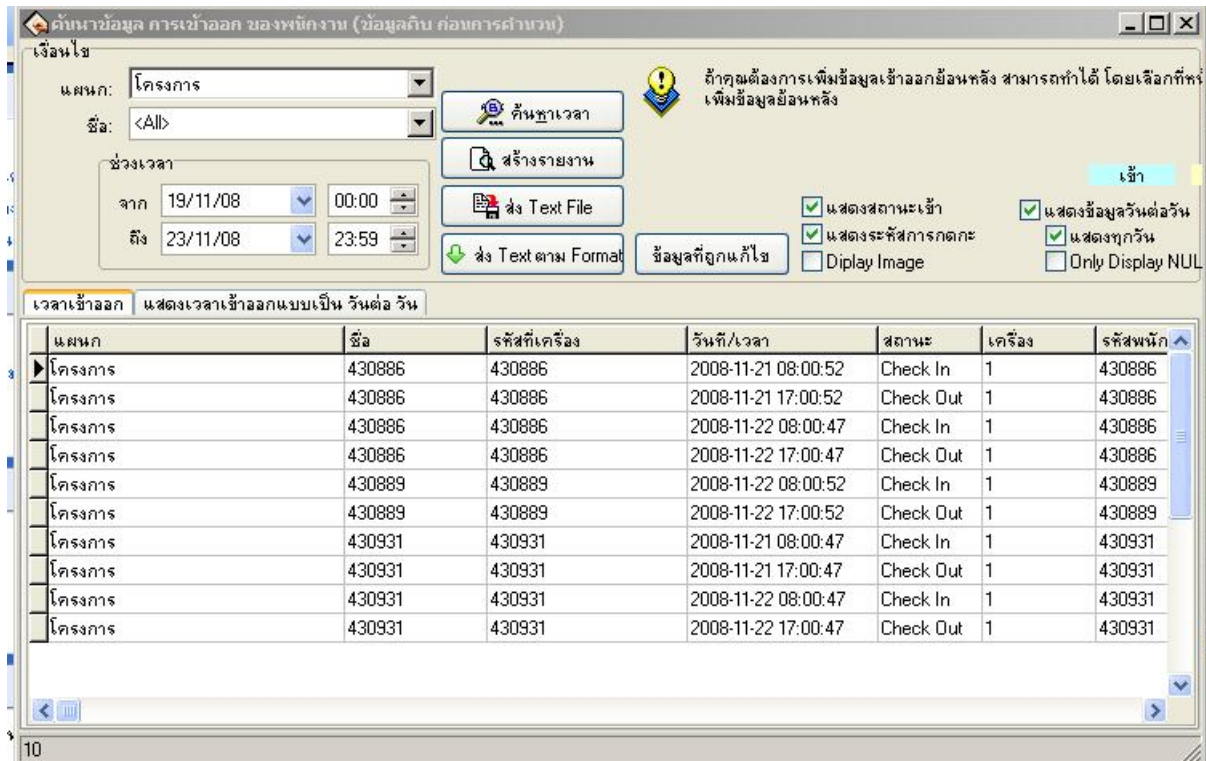 ค้นหาข้อมูล การเข้าออก ของพนักงาน (ข้อมูลดิบ ก่อนการคำนวน)
เงื่อนไข
แผนก: โครงการ
ชื่อ: <All>
ช่วงเวลา
จาก 19/11/08 00:00
ถึง 23/11/08 23:59
ค้นหาเวลา
สร้างรายงาน
ส่ง Text File
ส่ง Text ตาม Format
ข้อมูลที่ถูกแก้ไข
ถ้าคุณต้องการเพิ่มข้อมูลเข้าออกย้อนหลัง สามารถทำได้ โดยเลือกที่
เพิ่มข้อมูลย้อนหลัง
เข้า
แสดงสถานะเข้า
แสดงรหัสการกดกะ
Diplay Image
แสดงข้อมูลวันต่อวัน
แสดงทุกวัน
Only Display NUL
เวลาเข้าออก แสดงเวลาเข้าออกแบบเป็น วันต่อ วัน
แผนก ชื่อ รหัสที่เครื่อง วันที่/เวลา สถานะ เครื่อง รหัสพนัก
โครงการ 430886 430886 2008-11-21 08:00:52 Check In 1 430886
โครงการ 430886 430886 2008-11-21 17:00:52 Check Out 1 430886
โครงการ 430886 430886 2008-11-22 08:00:47 Check In 1 430886
โครงการ 430886 430886 2008-11-22 17:00:47 Check Out 1 430886
โครงการ 430889 430889 2008-11-22 08:00:52 Check In 1 430889
โครงการ 430889 430889 2008-11-22 17:00:52 Check Out 1 430889
โครงการ 430931 430931 2008-11-21 08:00:47 Check In 1 430931
โครงการ 430931 430931 2008-11-21 17:00:47 Check Out 1 430931
โครงการ 430931 430931 2008-11-22 08:00:47 Check In 1 430931
โครงการ 430931 430931 2008-11-22 17:00:47 Check Out 1 430931
10